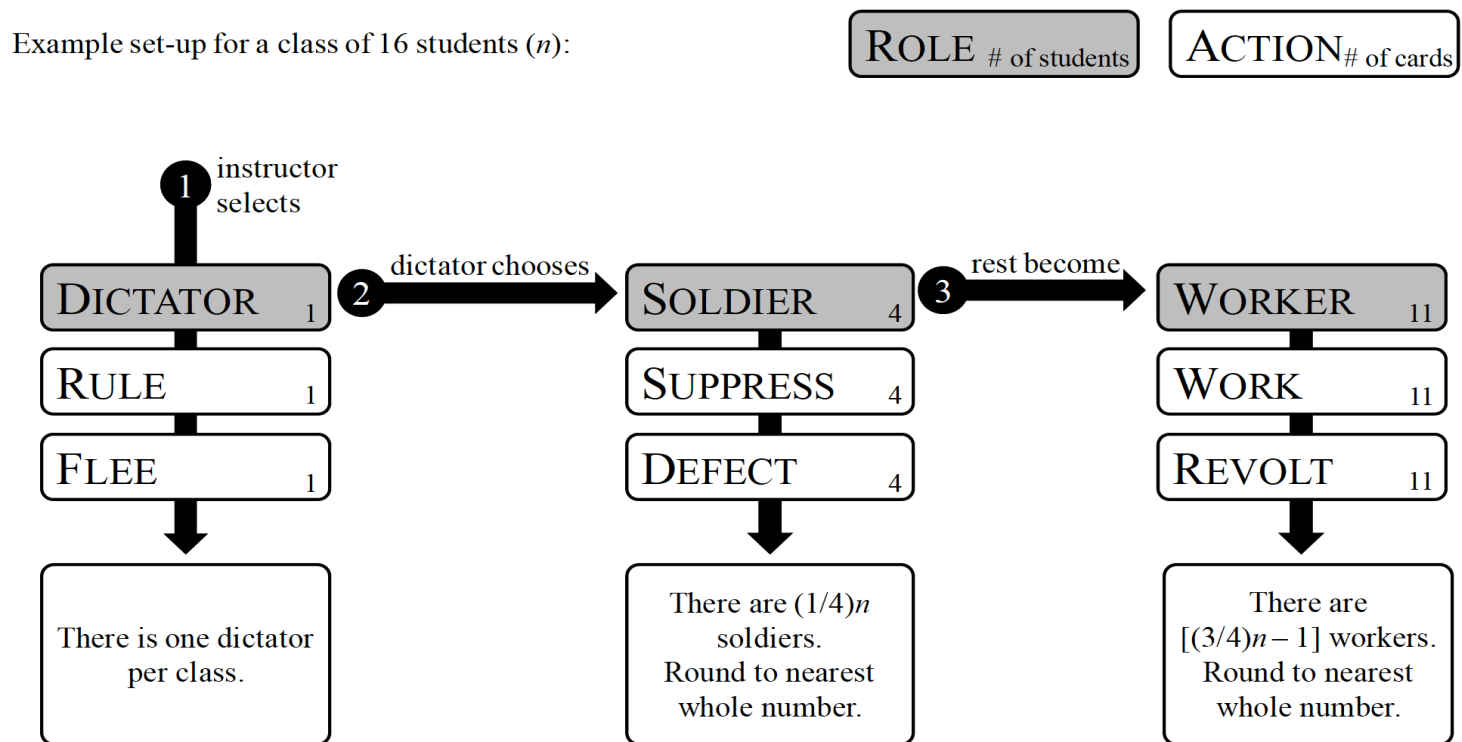 Example set-up for a class of 16 students (n):
ROLE # of students
ACTION # of cards
1 instructor
selects
DICTATOR 1
2 dictator chooses
SOLDIER 4
3 rest become
WORKER 11
RULE 1
SUPPRESS 4
WORK 11
FLEE 1
DEFECT 4
REVOLT 11
There is one dictator
per class.
There are (1/4)n
soldiers.
Round to nearest
whole number.
There are
[(3/4)n – 1] workers.
Round to nearest
whole number.